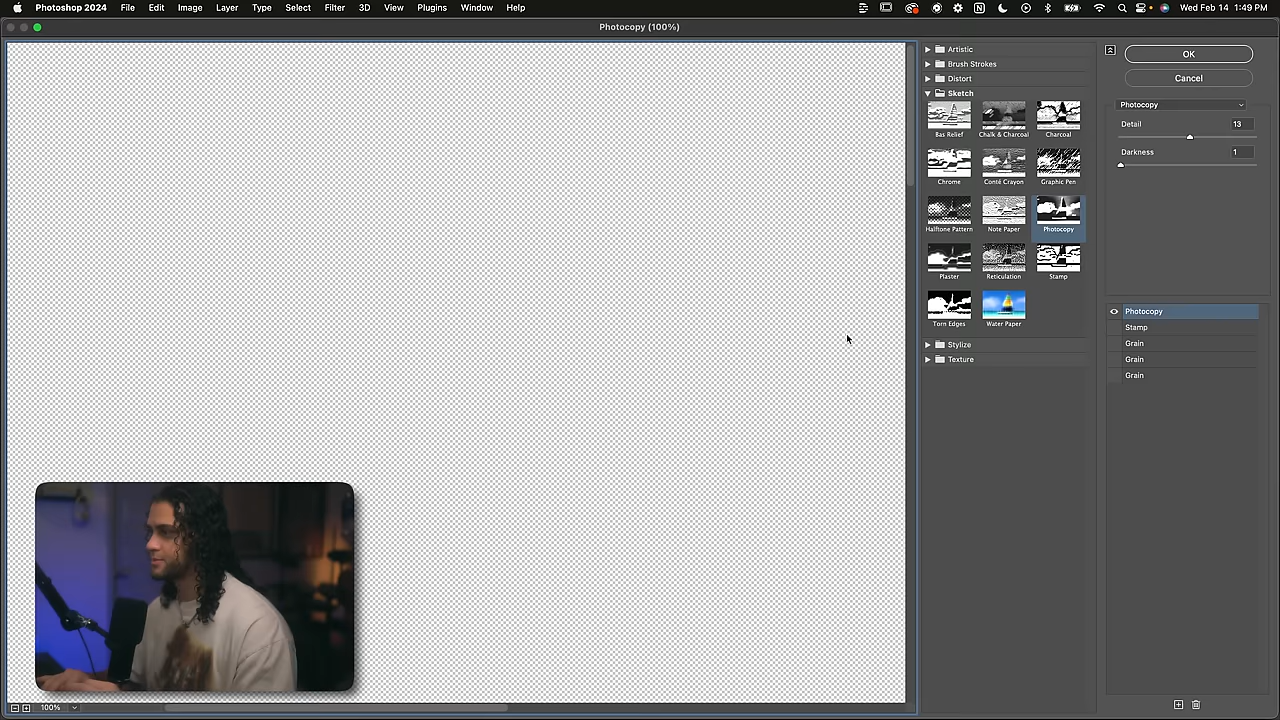 Photoshop 2024 File Edit Image Layer Type Select Filter 3D View Plugins Window Help Wed Feb 14 1:49 PM
Photocopy (100%)
Artistic
Brush Strokes
Distort
Sketch
Bas Relief Chalk & Charcoal Charcoal
Chrome Conté Crayon Graphic Pen
Halftone Pattern Note Paper Photocopy
Plaster Reticulation Stamp
Torn Edges Water Paper
Stylize
Texture
OK
Cancel
Photocopy
Detail 13
Darkness 1
Photocopy
Stamp
Grain
Grain
Grain
100%